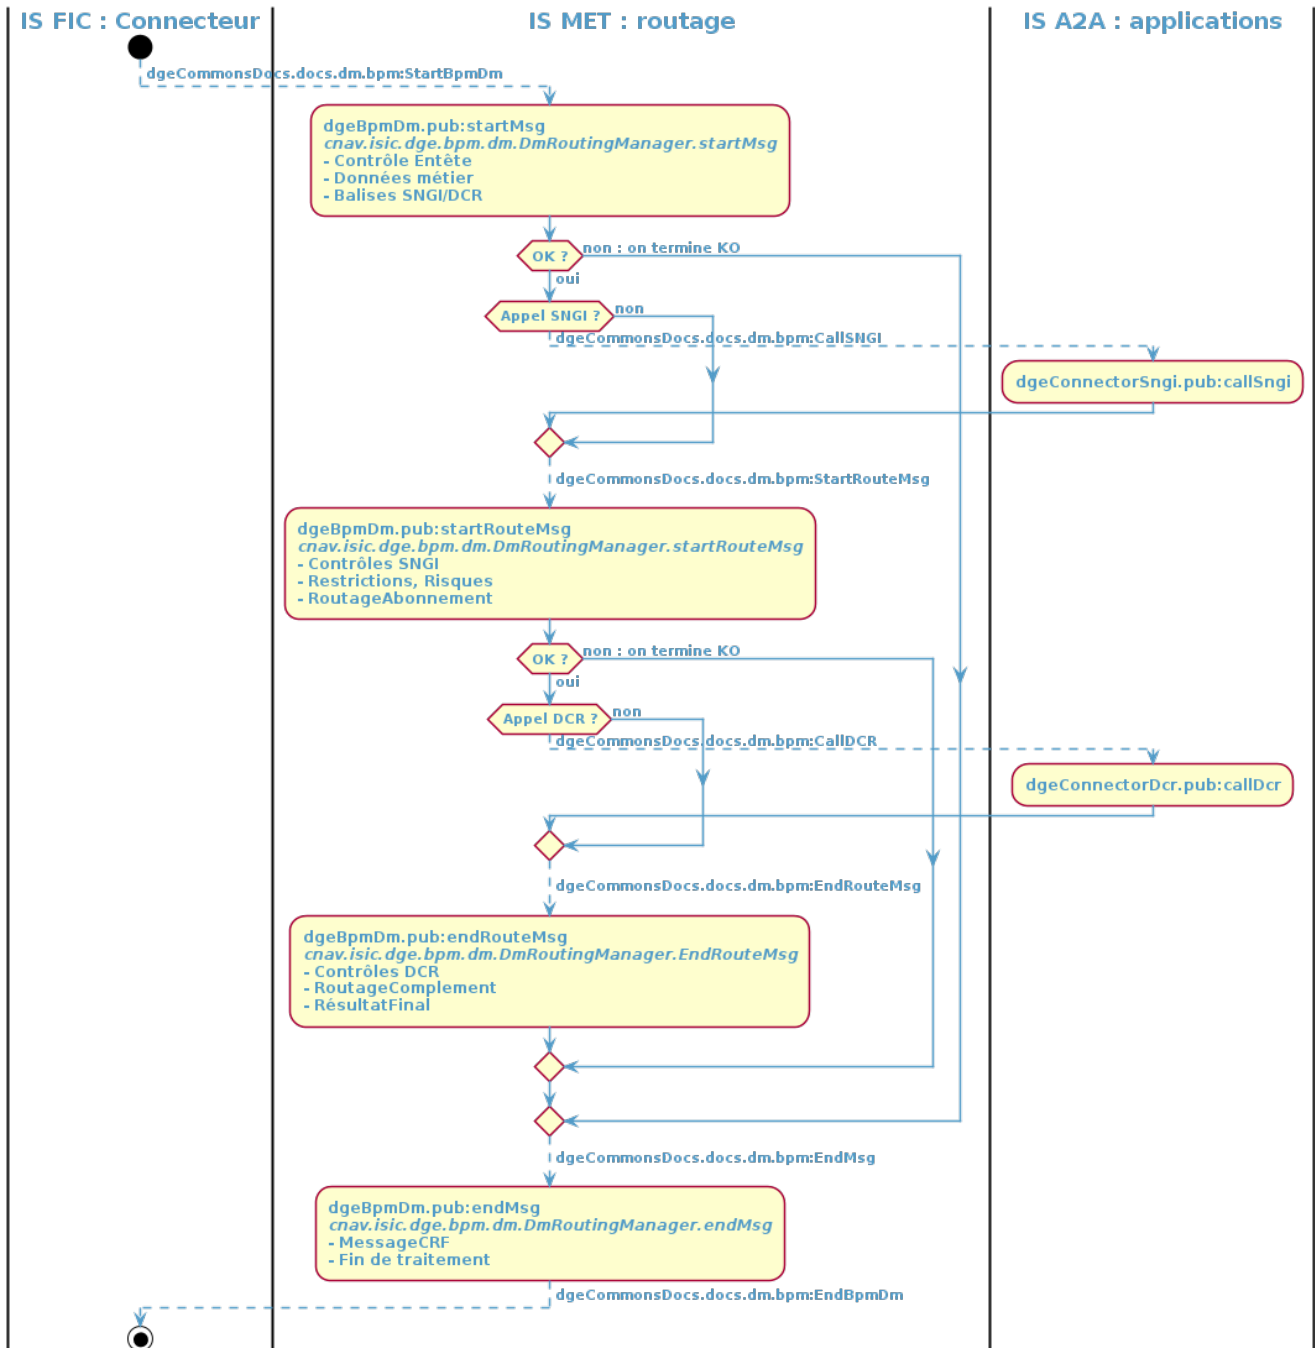 IS FIC : Connecteur
IS MET : routage
IS A2A : applications
dgeCommonsDocs.docs.dm.bpm:StartBpmDm
dgeBpmDm.pub:startMsg
cnav.isic.dge.bpm.dm.DmRoutingManager.startMsg
- Contrôle Entête
- Données métier
- Balises SNGI/DCR
OK ?
non : on termine KO
oui
Appel SNGI ?
non
dgeCommonsDocs.docs.dm.bpm:CallSNGI
dgeConnectorSngi.pub:callSngi
dgeCommonsDocs.docs.dm.bpm:StartRouteMsg
dgeBpmDm.pub:startRouteMsg
cnav.isic.dge.bpm.dm.DmRoutingManager.startRouteMsg
- Contrôles SNGI
- Restrictions, Risques
- RoutageAbonnement
OK ?
non : on termine KO
oui
Appel DCR ?
non
dgeCommonsDocs.docs.dm.bpm:CallDCR
dgeConnectorDcr.pub:callDcr
dgeCommonsDocs.docs.dm.bpm:EndRouteMsg
dgeBpmDm.pub:endRouteMsg
cnav.isic.dge.bpm.dm.DmRoutingManager.EndRouteMsg
- Contrôles DCR
- RoutageComplement
- RésultatFinal
dgeCommonsDocs.docs.dm.bpm:EndMsg
dgeBpmDm.pub:endMsg
cnav.isic.dge.bpm.dm.DmRoutingManager.endMsg
- MessageCRF
- Fin de traitement
dgeCommonsDocs.docs.dm.bpm:EndBpmDm